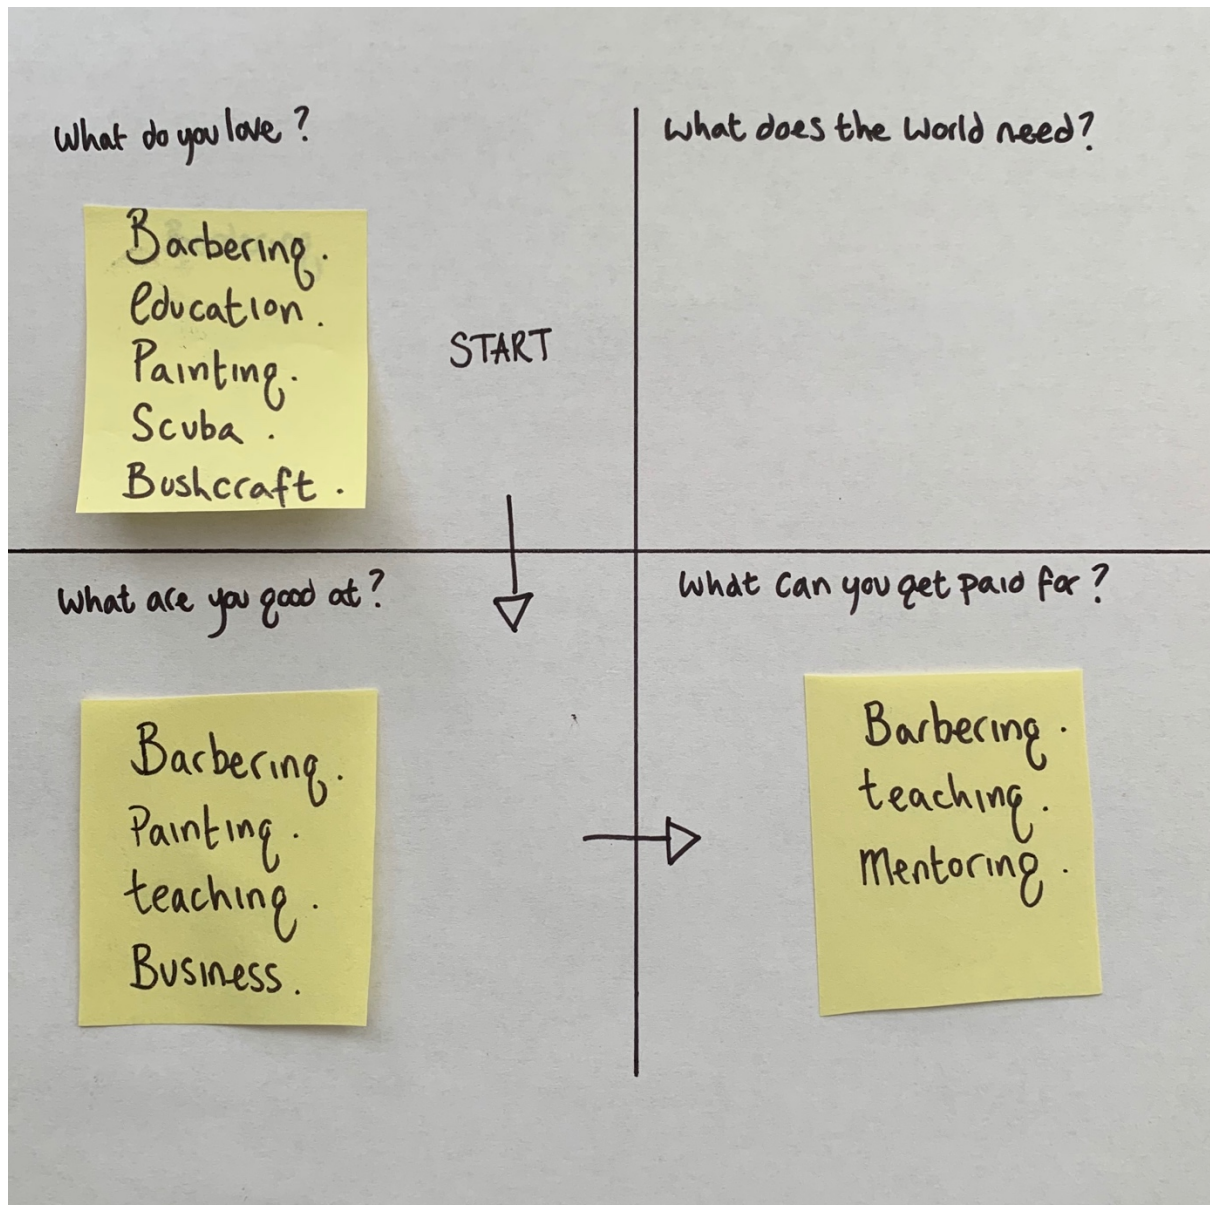 What do you love?
Barbering.
education.
Painting.
Scuba.
Bushcraft.
START
What does the World need?
What are you good at?
Barbering.
Painting.
teaching.
Business.
What can you get paid for?
Barbering.
teaching.
Mentoring.